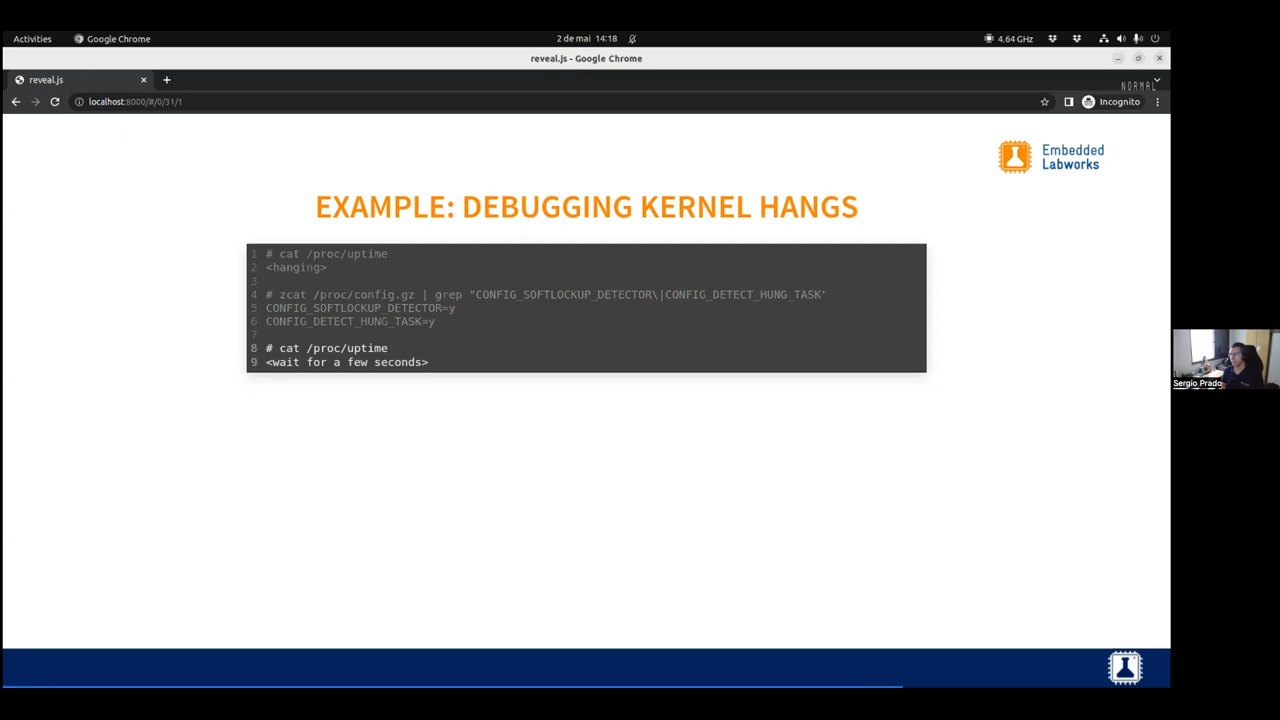 Activities
Google Chrome
2 de mai 14:18
4.64 GHz
reveal.js - Google Chrome
reveal.js
NORMAL
localhost:8000/#/0/31/1
Incognito
Embedded
Labworks
EXAMPLE: DEBUGGING KERNEL HANGS
1 # cat /proc/uptime
2 <hanging>
3
4 # zcat /proc/config.gz | grep "CONFIG_SOFTLOCKUP_DETECTOR\|CONFIG_DETECT_HUNG_TASK"
5 CONFIG_SOFTLOCKUP_DETECTOR=y
6 CONFIG_DETECT_HUNG_TASK=y
7
8 # cat /proc/uptime
9 <wait for a few seconds>
Sergio Prado